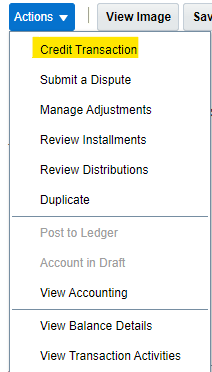 Actions View Image Sav
Credit Transaction
Submit a Dispute
Manage Adjustments
Review Installments
Review Distributions
Duplicate
Post to Ledger
Account in Draft
View Accounting
View Balance Details
View Transaction Activities